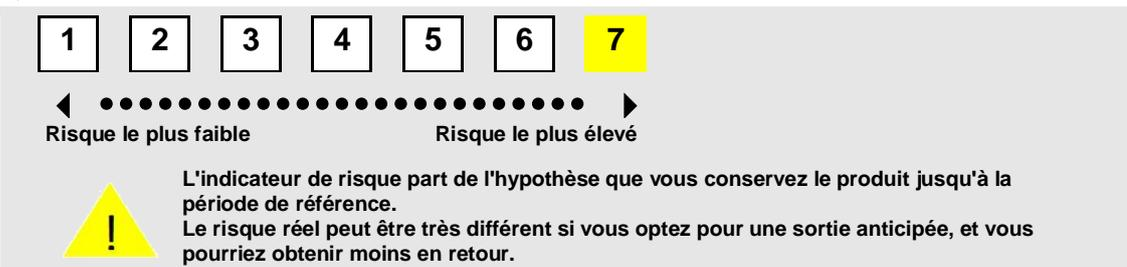 1 2 3 4 5 6 7
Risque le plus faible Risque le plus élevé
L'indicateur de risque part de l'hypothèse que vous conservez le produit jusqu'à la
période de référence.
! Le risque réel peut être très différent si vous optez pour une sortie anticipée, et vous
pourriez obtenir moins en retour.